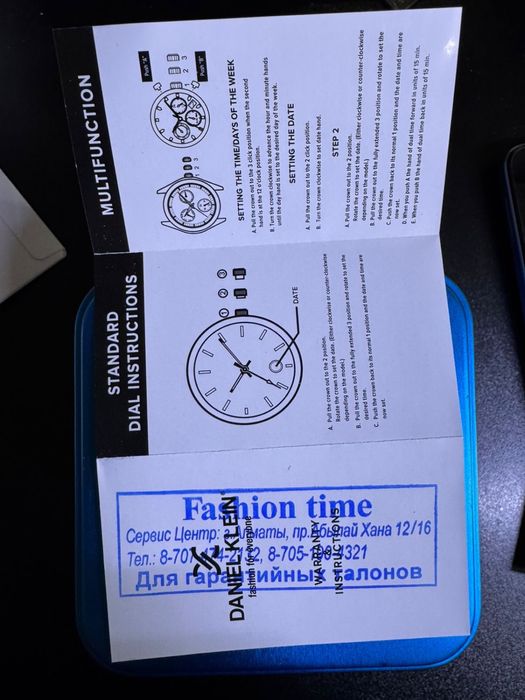 MULTIFUNCTION
Push "A"
Push "B"
1 2 3
2 3
SETTING THE TIME/DAYS OF THE WEEK
A. Pull the crown out to the 3 click position when the second
hand is at the 12 o'clock position.
B. Turn the crown clockwise to advance the hour and minute hands
until the day hand is set to the desired day of the week.
SETTING THE DATE
A. Pull the crown out to the 2 click position.
B. Turn the crown clockwise to set date hand.
STEP 2
A. Pull the crown out to the 2 position.
Rotate the crown to set the date. (Either clockwise or counter-clockwise
depending on the model.)
B. Pull the crown out to the fully extended 3 position and rotate to set the
desired time.
C. Push the crown back to its normal 1 position and the date and time are
now set.
D. When you push A the hand of dual time forward in units of 15 min.
E. When you push B the hand of dual time back in units of 15 min.
STANDARD
DIAL INSTRUCTIONS
1 2 3
DATE
A. Pull the crown out to the 2 position.
Rotate the crown to set the date. (Either clockwise or counter-clockwise
depending on the model.)
B. Pull the crown out to the fully extended 3 position and rotate to set the
desired time.
C. Push the crown back to its normal 1 position and the date and time are
now set.
DANIEL KLEIN
fashion for everyone
WARRANTY
INSTRUCTIONS
Fashion time
Сервис Центр: Алматы, пр. Абылай Хана 12/16
Тел.:
Для гарантийных талонов